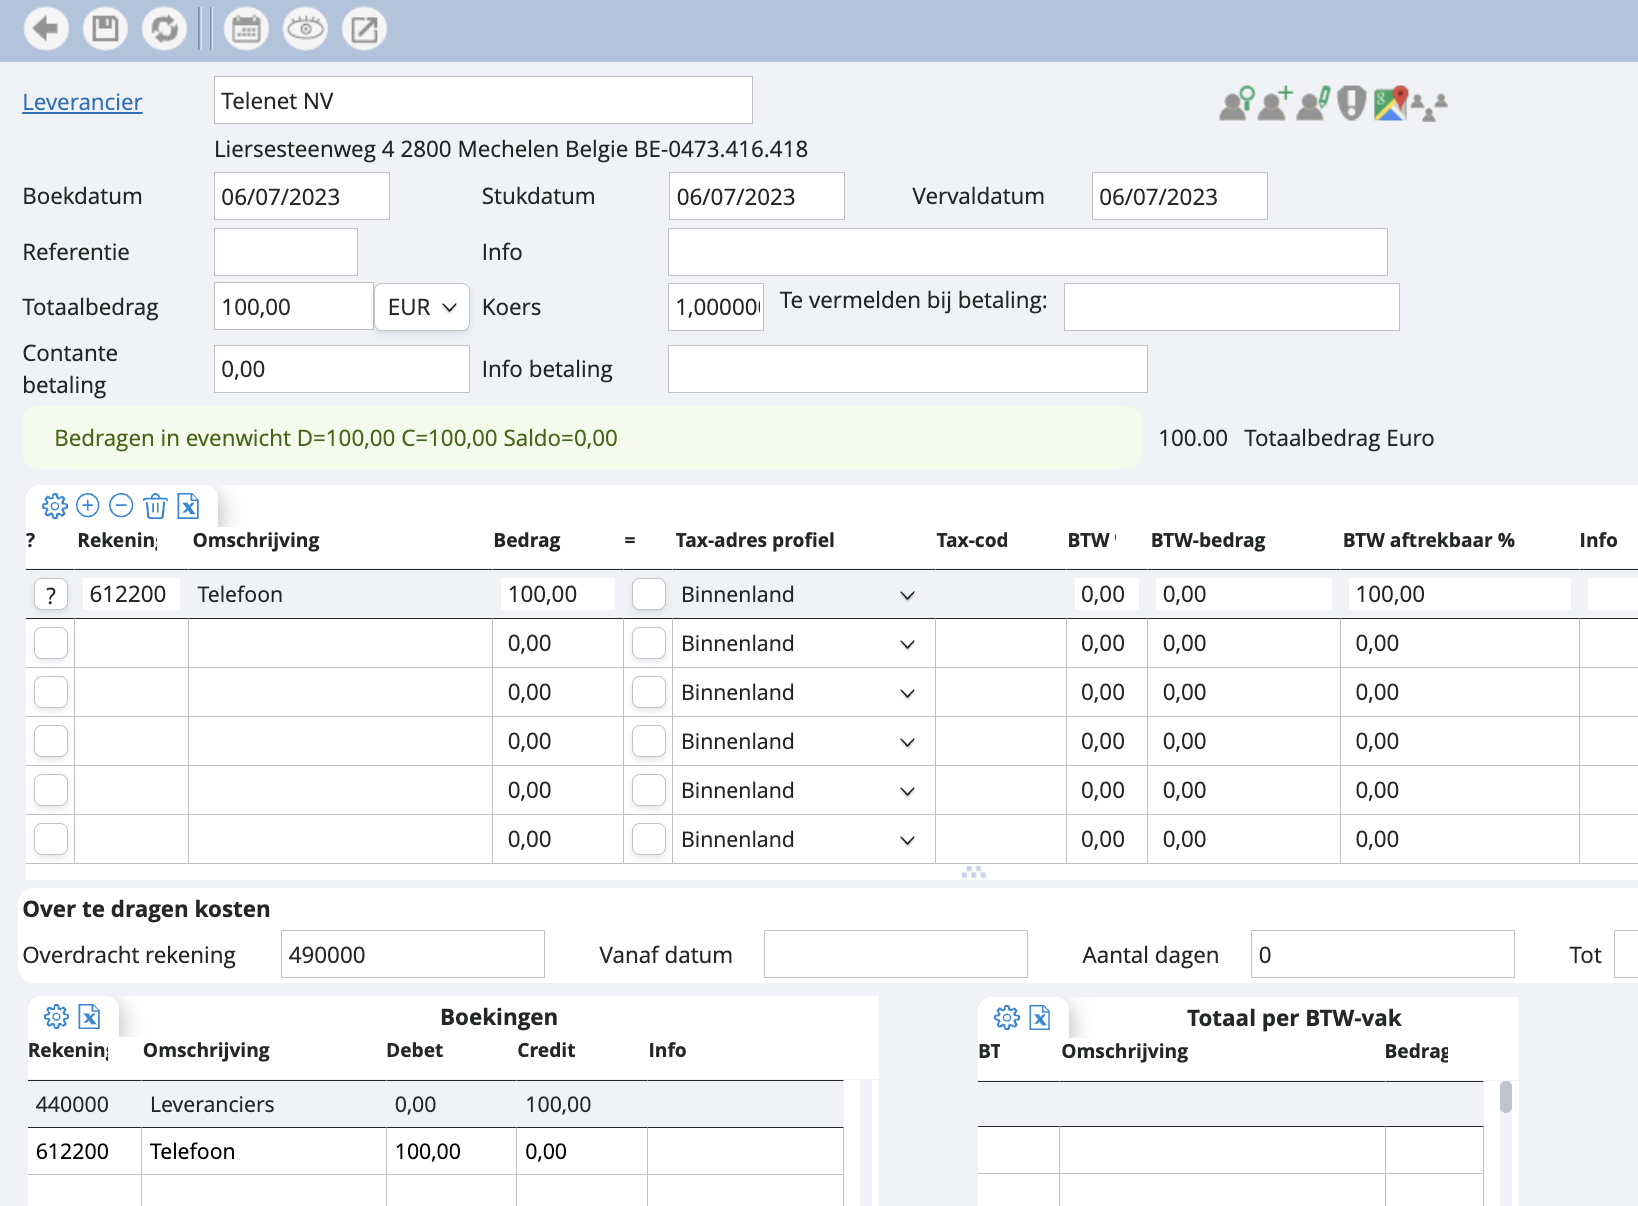 Leverancier Telenet NV
Liersesteenweg 4 2800 Mechelen Belgie BE-0473.416.418
Boekdatum 06/07/2023 Stukdatum 06/07/2023 Vervaldatum 06/07/2023
Referentie Info
Totaalbedrag 100,00 EUR Koers 1,00000 Te vermelden bij betaling:
Contante betaling 0,00 Info betaling
Bedragen in evenwicht D=100,00 C=100,00 Saldo=0,00 100.00 Totaalbedrag Euro
? Rekening Omschrijving Bedrag = Tax-adres profiel Tax-cod BTW BTW-bedrag BTW aftrekbaar % Info
? 612200 Telefoon 100,00 Binnenland 0,00 0,00 100,00
0,00 Binnenland 0,00 0,00 0,00
0,00 Binnenland 0,00 0,00 0,00
0,00 Binnenland 0,00 0,00 0,00
0,00 Binnenland 0,00 0,00 0,00
0,00 Binnenland 0,00 0,00 0,00
Over te dragen kosten
Overdracht rekening 490000 Vanaf datum Aantal dagen 0 Tot
Boekingen
Rekening Omschrijving Debet Credit Info
440000 Leveranciers 0,00 100,00
612200 Telefoon 100,00 0,00
Totaal per BTW-vak
BT Omschrijving Bedrag